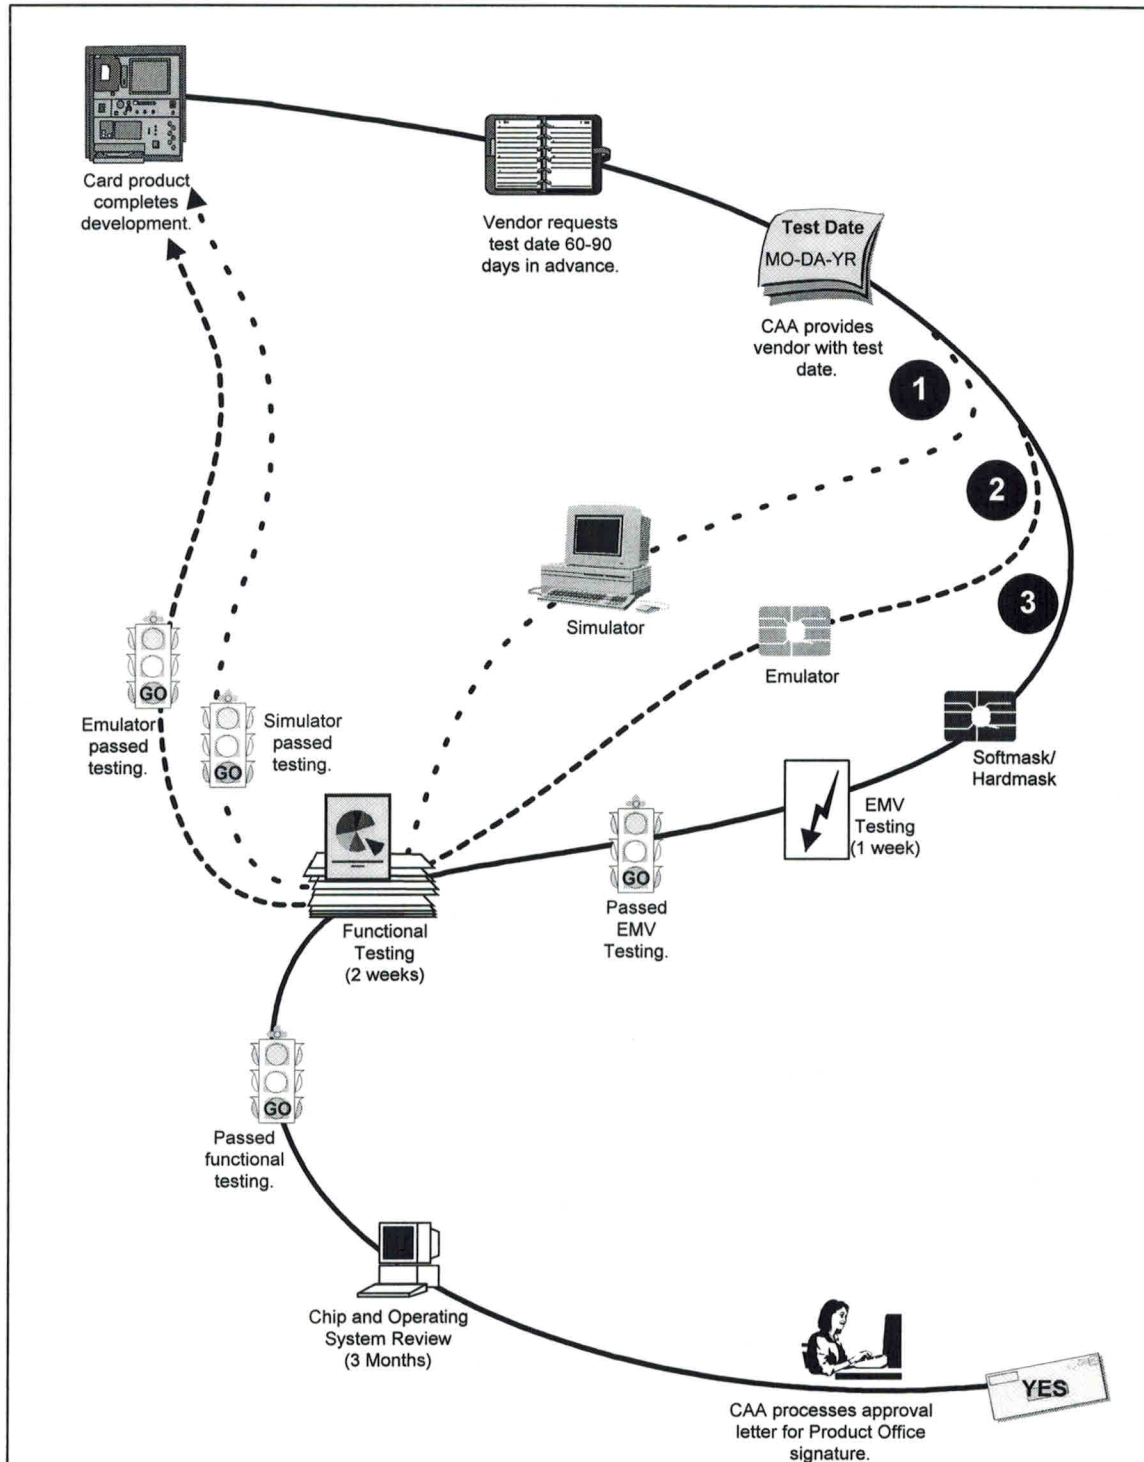 Card product
completes
development.
Vendor requests
test date 60-90
days in advance.
Test Date
MO-DA-YR
CAA provides
vendor with test
date.
1
2
3
Simulator
Emulator
Softmask/
Hardmask
EMV
Testing
(1 week)
GO
Passed
EMV
Testing.
GO
Emulator
passed
testing.
GO
Simulator
passed
testing.
Functional
Testing
(2 weeks)
GO
Passed
functional
testing.
Chip and Operating
System Review
(3 Months)
CAA processes approval
letter for Product Office
signature.
YES